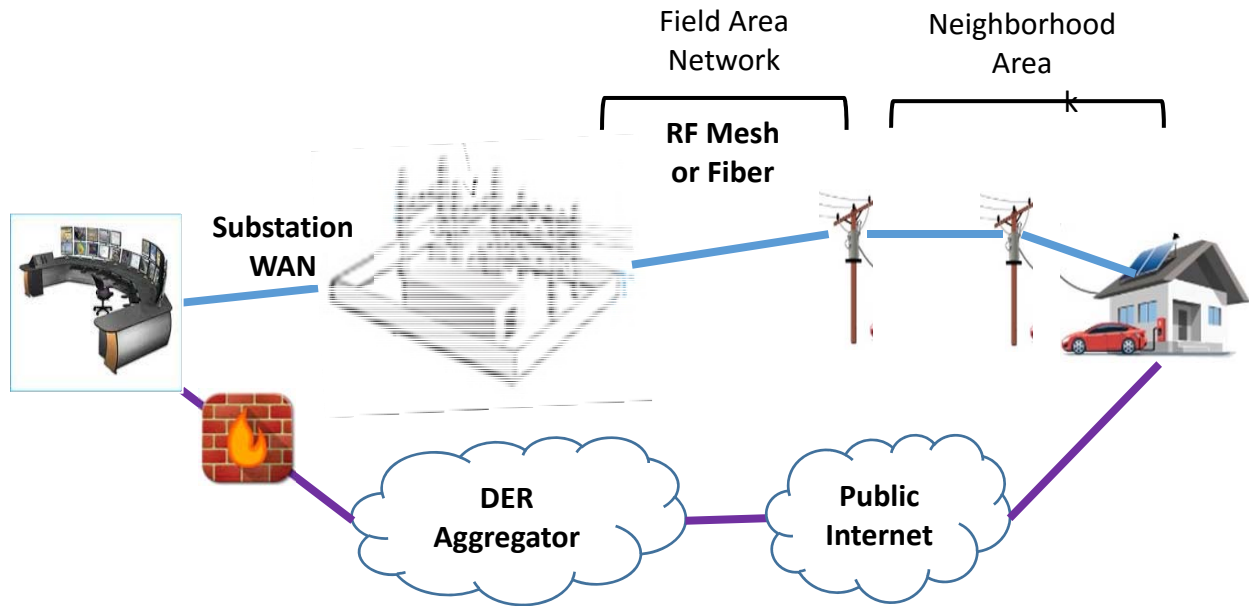 Field Area
Network
Neighborhood
Area
k
RF Mesh
or Fiber
Substation
WAN
DER
Aggregator
Public
Internet